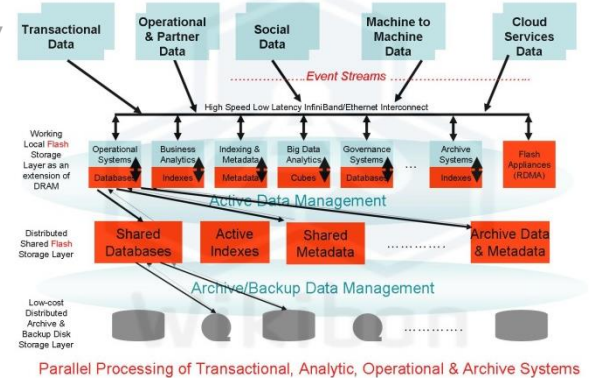 Transactional
Data
Operational
& Partner
Data
Social
Data
Machine to
Machine
Data
Cloud
Services
Data
Event Streams
High Speed Low Latency InfiniBand/Ethernet Interconnect
Working
Local Flash
Storage
Layer as an
extension of
DRAM
Operational
Systems
Databases
Business
Analytics
Indexes
Indexing &
Metadata
Metadata
Big Data
Analytics
Cubes
Governance
Systems
Databases
...
Archive
Systems
Indexes
Flash
Appliances
(RDMA)
Active Data Management
Distributed
Shared Flash
Storage Layer
Shared
Databases
Active
Indexes
Shared
Metadata
Archive Data
& Metadata
Archive/Backup Data Management
Low-cost
Distributed
Archive &
Backup Disk
Storage Layer
Wikibon
Parallel Processing of Transactional, Analytic, Operational & Archive Systems